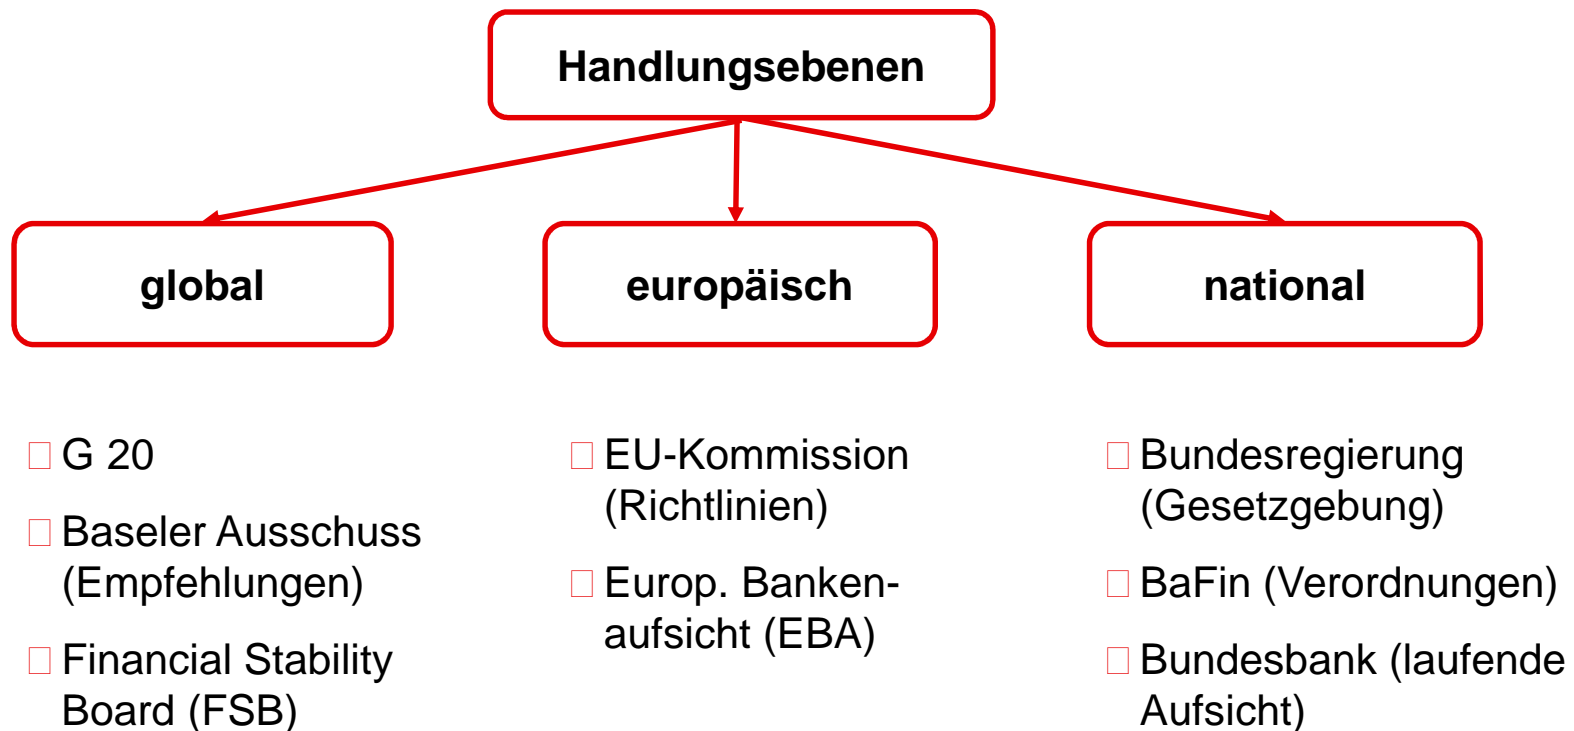 Handlungsebenen
global
europäisch
national
G 20
Baseler Ausschuss
(Empfehlungen)
Financial Stability
Board (FSB)
EU-Kommission
(Richtlinien)
Europ. Banken-
aufsicht (EBA)
Bundesregierung
(Gesetzgebung)
BaFin (Verordnungen)
Bundesbank (laufende
Aufsicht)